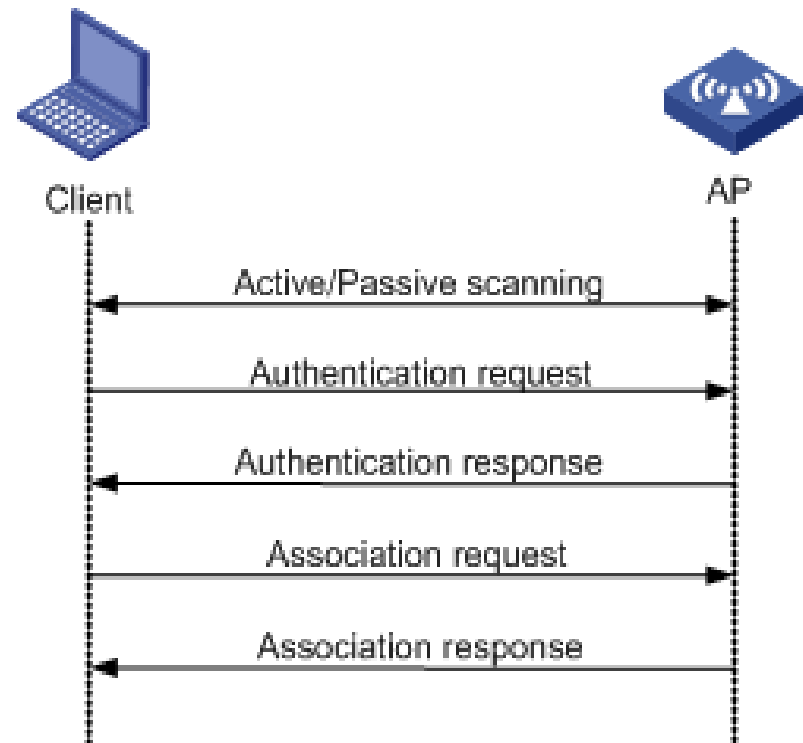 Client
AP
Active/Passive scanning
Authentication request
Authentication response
Association request
Association response